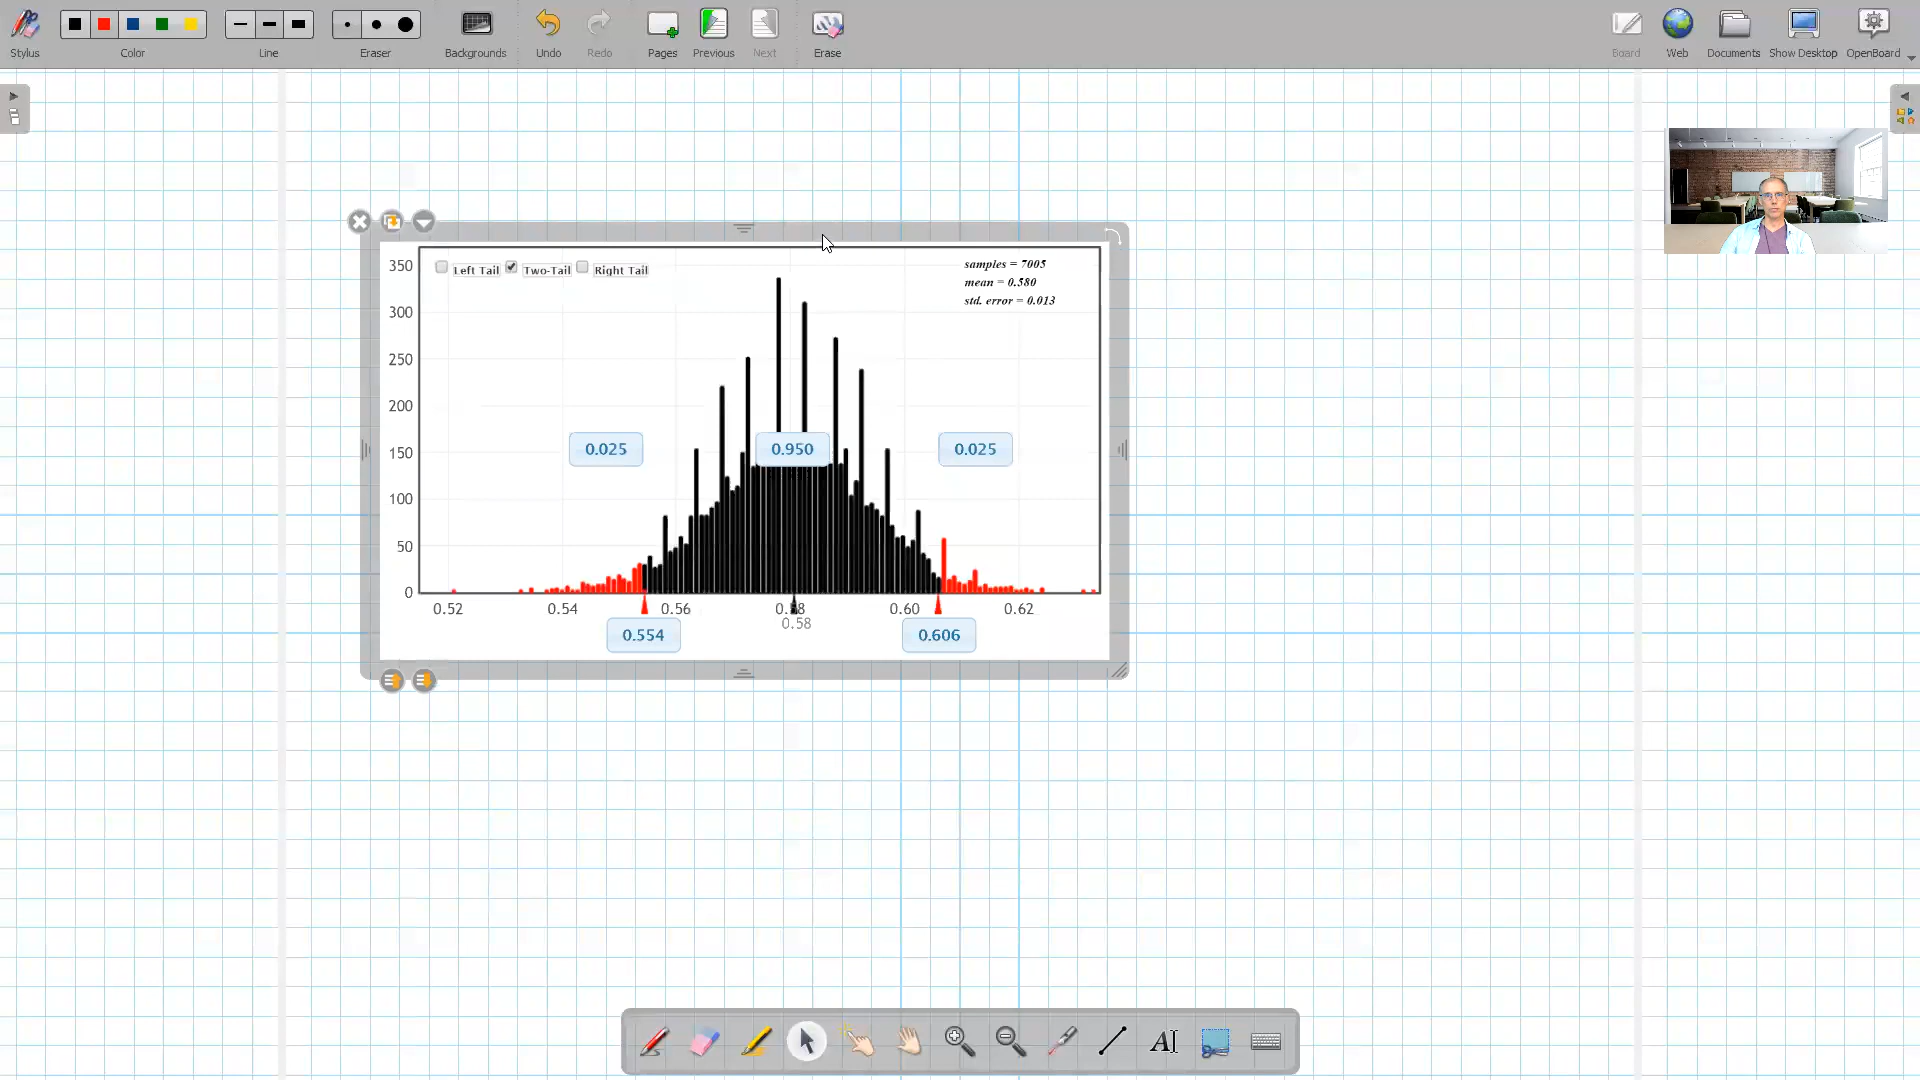 Stylus Color Line Eraser Backgrounds Undo Redo Pages Previous Next Erase Board Web Documents Show Desktop OpenBoard
Left Tail Two-Tail Right Tail
samples = 7005
mean = 0.580
std. error = 0.013
350
300
250
200
150
100
50
0
0.025 0.950 0.025
0.52 0.54 0.56 0.58 0.60 0.62
0.58
0.554 0.606